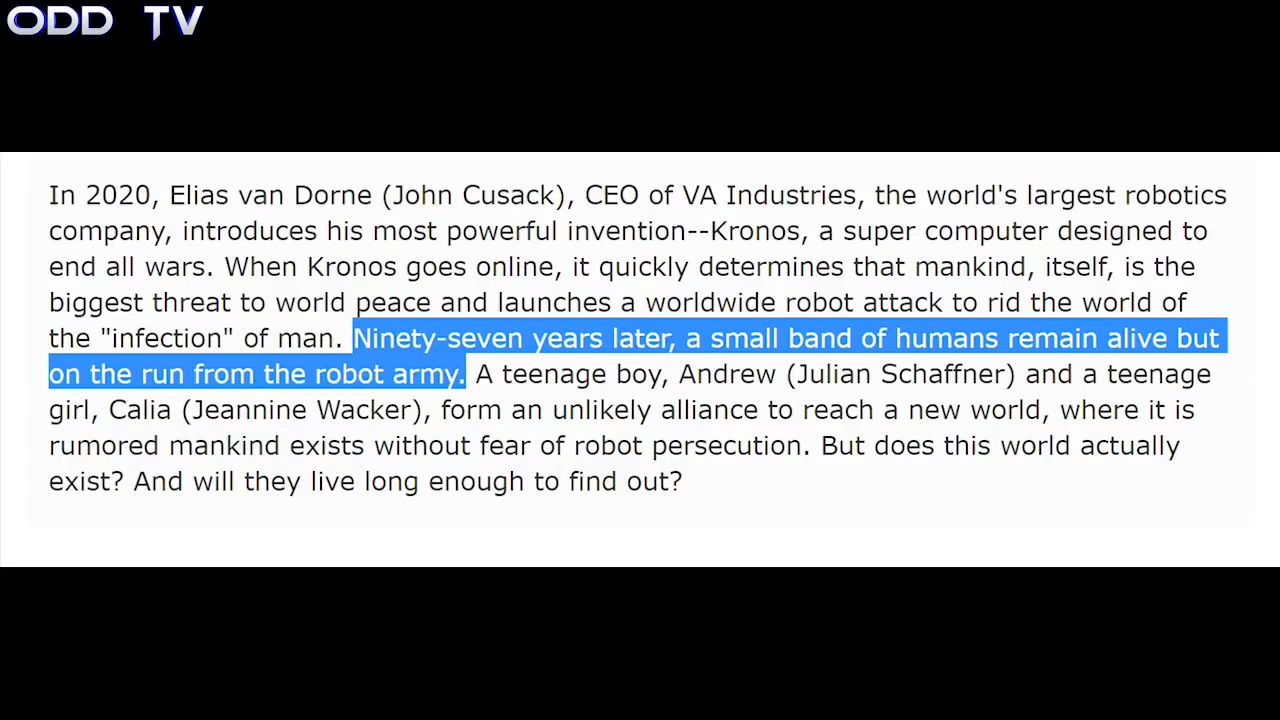 ODD TV
In 2020, Elias van Dorne (John Cusack), CEO of VA Industries, the world's largest robotics
company, introduces his most powerful invention--Kronos, a super computer designed to
end all wars. When Kronos goes online, it quickly determines that mankind, itself, is the
biggest threat to world peace and launches a worldwide robot attack to rid the world of
the "infection" of man. Ninety-seven years later, a small band of humans remain alive but
on the run from the robot army. A teenage boy, Andrew (Julian Schaffner) and a teenage
girl, Calia (Jeannine Wacker), form an unlikely alliance to reach a new world, where it is
rumored mankind exists without fear of robot persecution. But does this world actually
exist? And will they live long enough to find out?